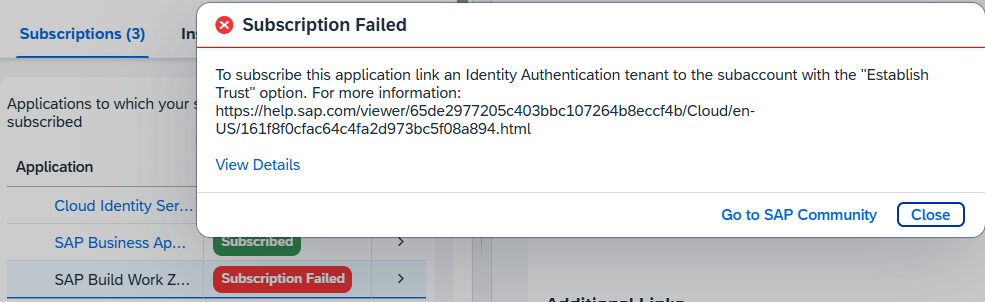 Subscription Failed
Subscriptions (3)
To subscribe this application link an Identity Authentication tenant to the subaccount with the "Establish
Trust" option. For more information:
https://help.sap.com/viewer/65de2977205c403bbc107264b8eccf4b/Cloud/en-
US/161f8f0cfac64c4fa2d973bc5f08a894.html
View Details
Go to SAP Community
Close
Applications to which your
subscribed
Application
Cloud Identity Ser...
SAP Business Ap...
Subscribed
SAP Build Work Z...
Subscription Failed
Additional Links